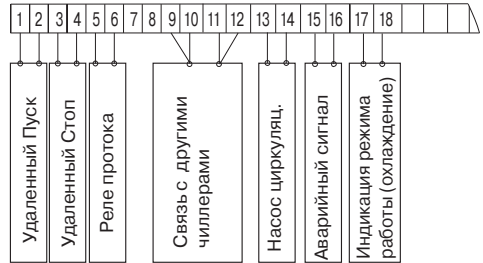 1 2 3 4 5 6 7 8 9 10 11 12 13 14 15 16 17 18
Удаленный Пуск
Удаленный Стоп
Реле протока
Связь с другими
чиллерами
Насос циркуляц.
Аварийный сигнал
Индикация режима
работы (охлаждение)